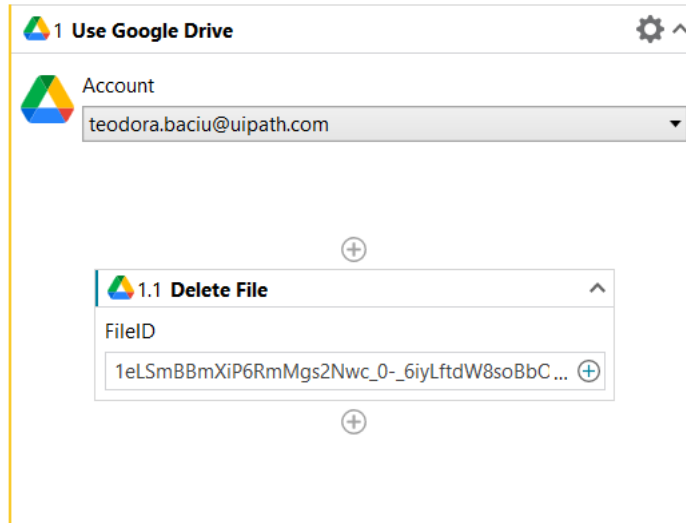 1 Use Google Drive
Account
teodora.baciu@uipath.com
1.1 Delete File
FileID
1eLSmBBmXiP6RmMgs2Nwc_0-_6iyLftdW8soBbC ...